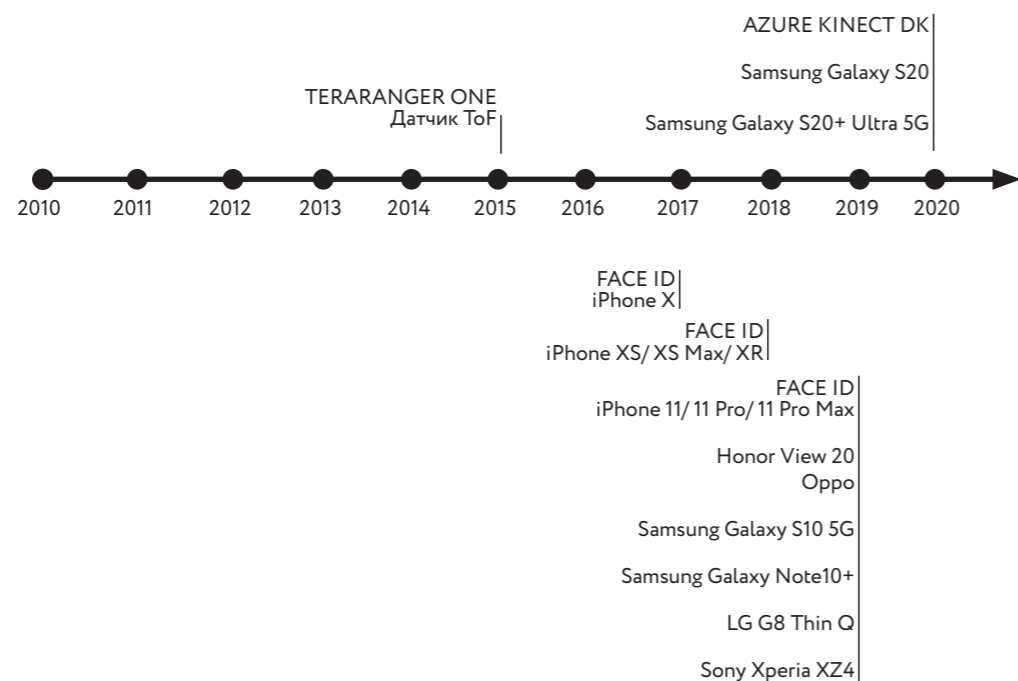 AZURE KINECT DK
Samsung Galaxy S20
TERARANGER ONE
Датчик ToF
Samsung Galaxy S20+ Ultra 5G
2010 2011 2012 2013 2014 2015 2016 2017 2018 2019 2020
FACE ID
iPhone X
FACE ID
iPhone XS/ XS Max/ XR
FACE ID
iPhone 11/ 11 Pro/ 11 Pro Max
Honor View 20
Oppo
Samsung Galaxy S10 5G
Samsung Galaxy Note10+
LG G8 Thin Q
Sony Xperia XZ4